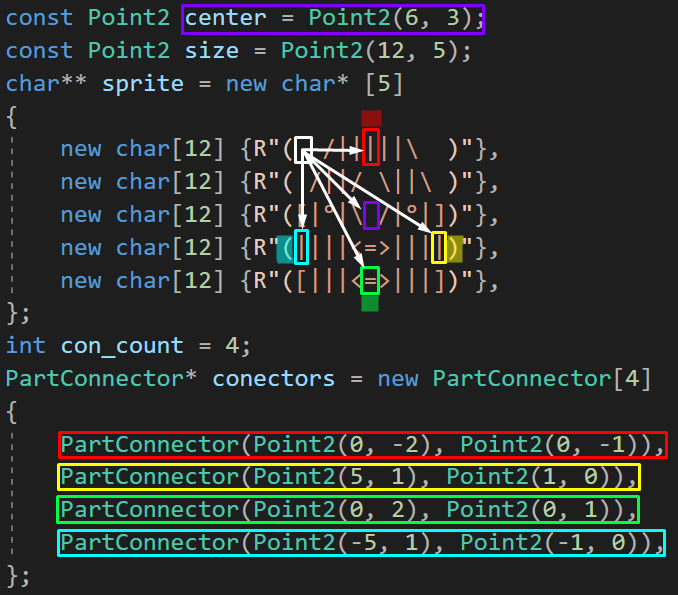 const Point2 center = Point2(6, 3);
const Point2 size = Point2(12, 5);
char** sprite = new char* [5]
{
    new char[12] {R"(  /|||||\  )"},
    new char[12] {R"( /||/ \||\ )"},
    new char[12] {R"([|°|\ /|°|])"},
    new char[12] {R"(||||<=>||||)"},
    new char[12] {R"([|||<=>|||])"},
};
int con_count = 4;
PartConnector* conectors = new PartConnector[4]
{
    PartConnector(Point2(0, -2), Point2(0, -1)),
    PartConnector(Point2(5, 1), Point2(1, 0)),
    PartConnector(Point2(0, 2), Point2(0, 1)),
    PartConnector(Point2(-5, 1), Point2(-1, 0)),
};